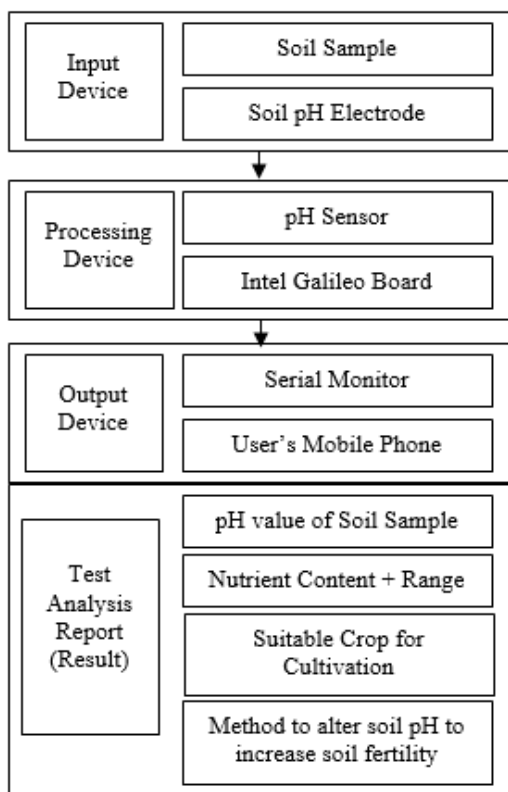 Input
Device
Soil Sample
Soil pH Electrode
Processing
Device
pH Sensor
Intel Galileo Board
Output
Device
Serial Monitor
User’s Mobile Phone
Test
Analysis
Report
(Result)
pH value of Soil Sample
Nutrient Content + Range
Suitable Crop for
Cultivation
Method to alter soil pH to
increase soil fertility